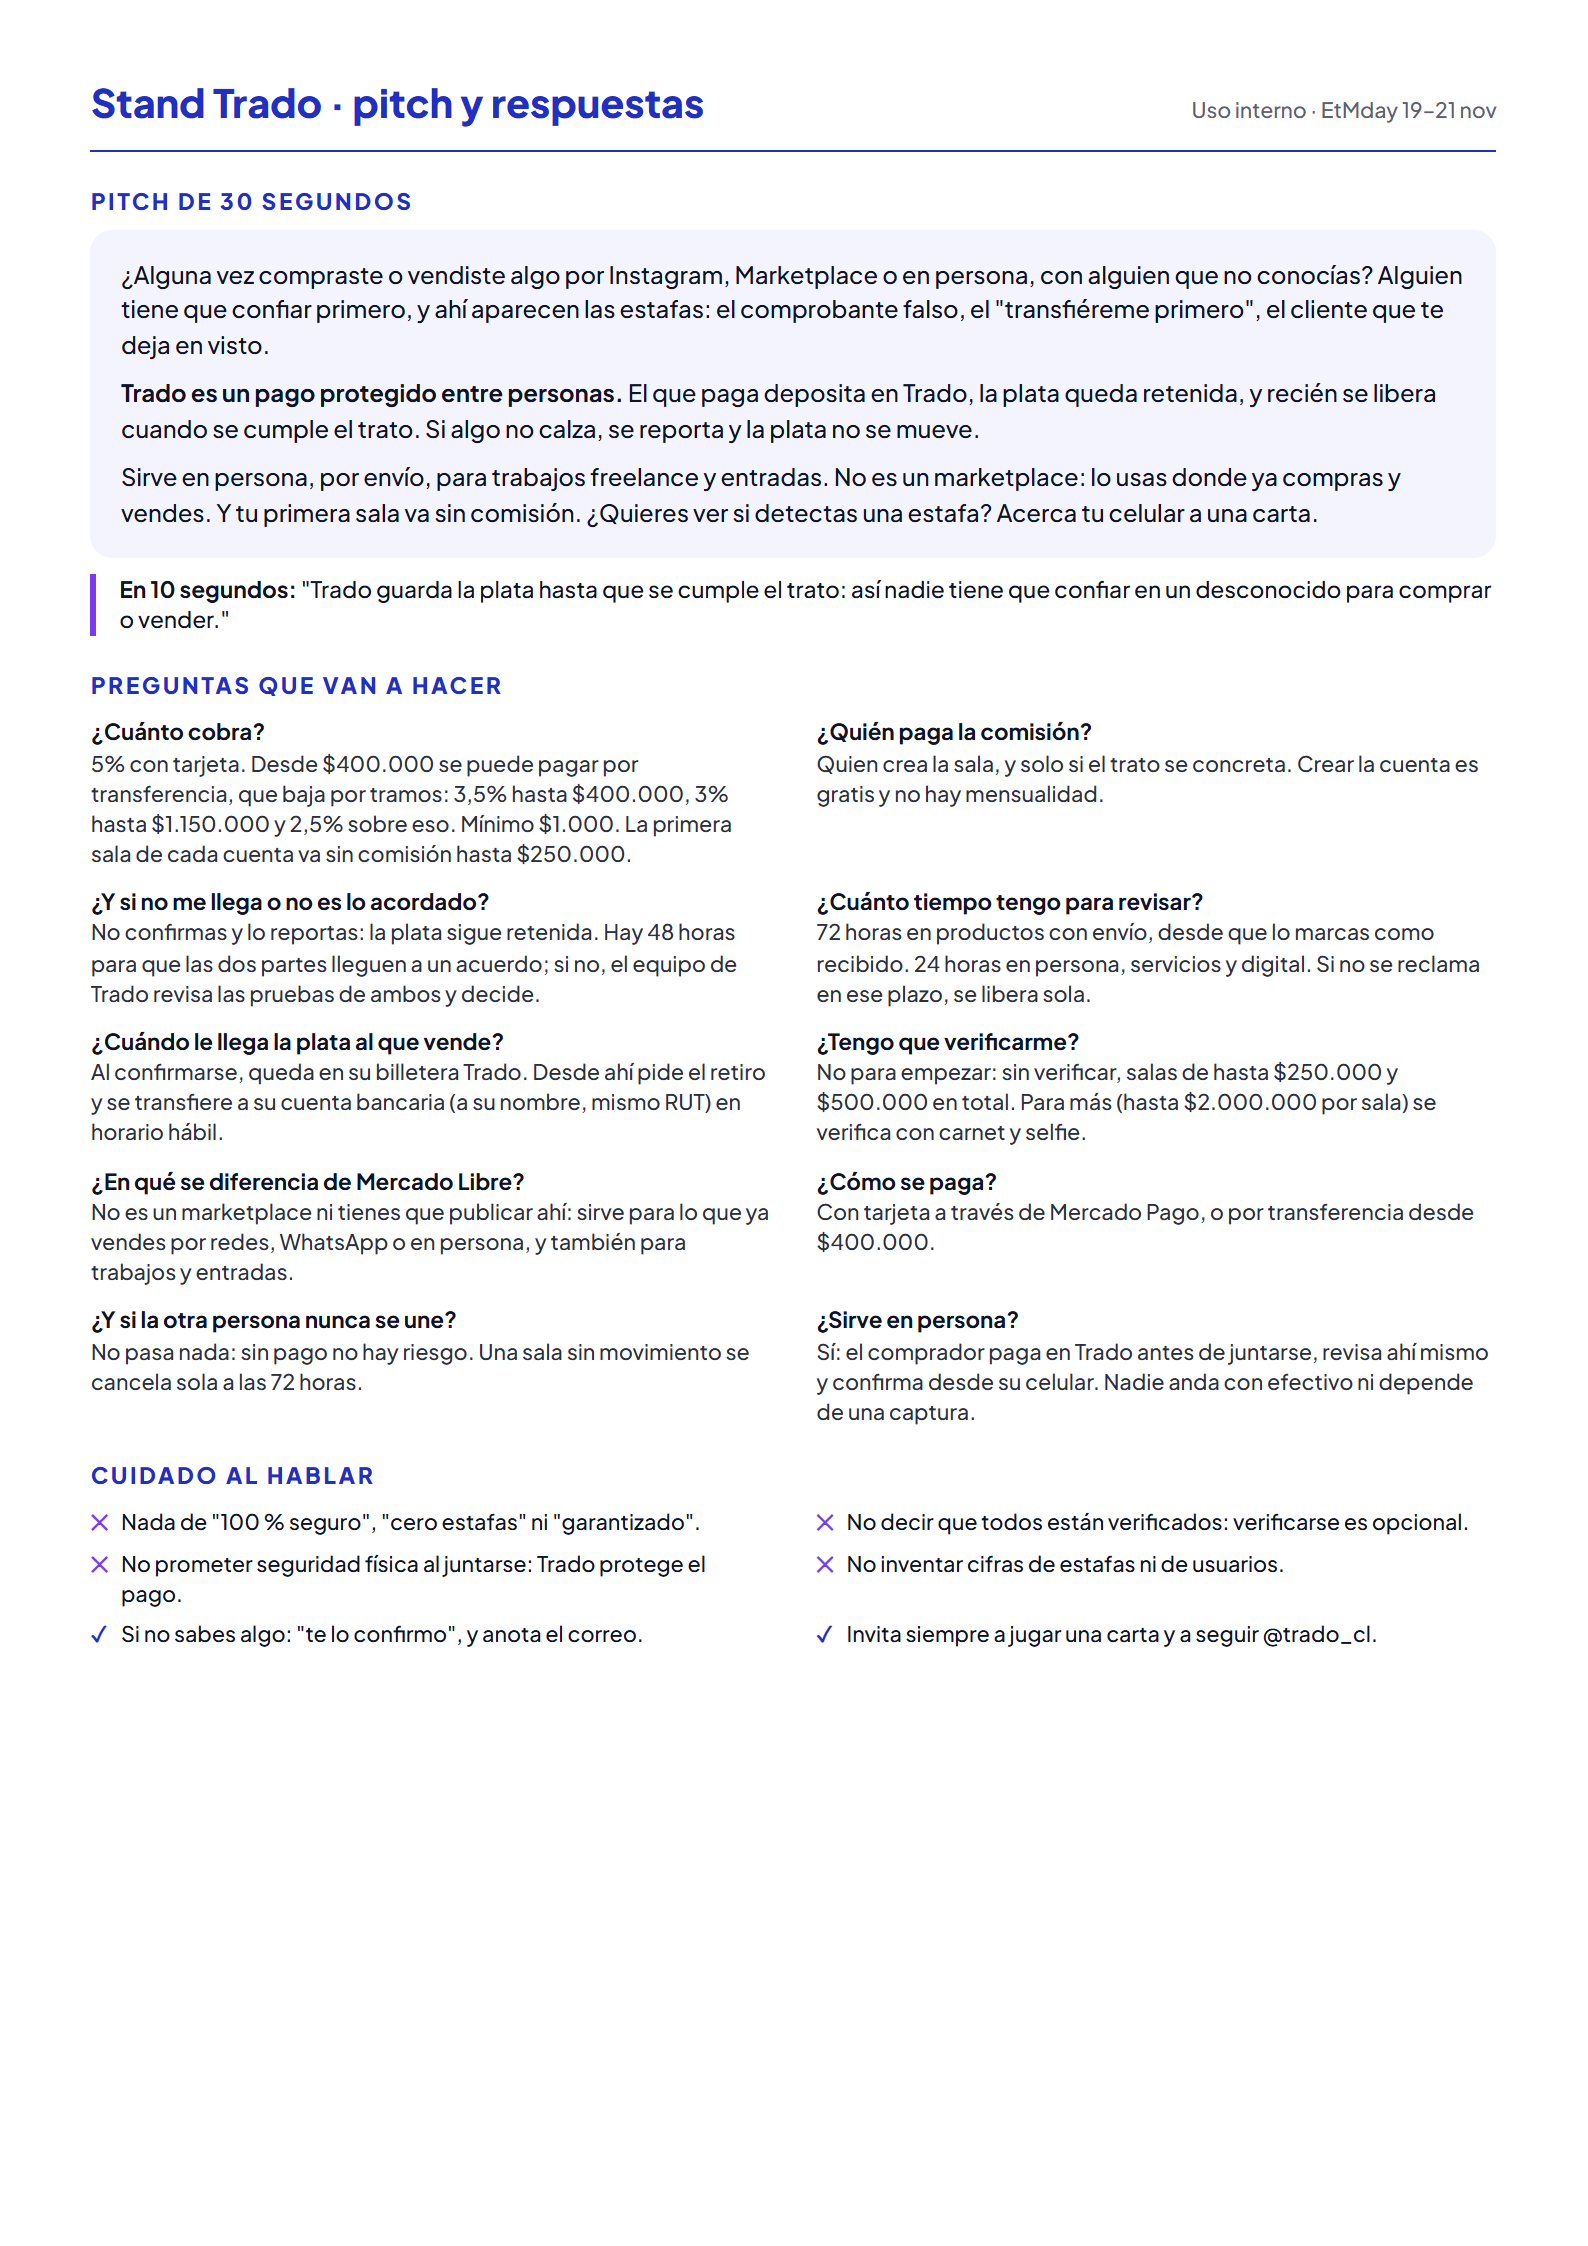 Stand Trado · pitch y respuestas
Uso interno · EtMday 19–21 nov
PITCH DE 30 SEGUNDOS
¿Alguna vez compraste o vendiste algo por Instagram, Marketplace o en persona, con alguien que no conocías? Alguien
tiene que confiar primero, y ahí aparecen las estafas: el comprobante falso, el "transfiéreme primero", el cliente que te
deja en visto.
Trado es un pago protegido entre personas. El que paga deposita en Trado, la plata queda retenida, y recién se libera
cuando se cumple el trato. Si algo no calza, se reporta y la plata no se mueve.
Sirve en persona, por envío, para trabajos freelance y entradas. No es un marketplace: lo usas donde ya compras y
vendes. Y tu primera sala va sin comisión. ¿Quieres ver si detectas una estafa? Acerca tu celular a una carta.
En 10 segundos: "Trado guarda la plata hasta que se cumple el trato: así nadie tiene que confiar en un desconocido para comprar
o vender."
PREGUNTAS QUE VAN A HACER
¿Cuánto cobra?
5% con tarjeta. Desde $400.000 se puede pagar por
transferencia, que baja por tramos: 3,5% hasta $400.000, 3%
hasta $1.150.000 y 2,5% sobre eso. Mínimo $1.000. La primera
sala de cada cuenta va sin comisión hasta $250.000.
¿Quién paga la comisión?
Quien crea la sala, y solo si el trato se concreta. Crear la cuenta es
gratis y no hay mensualidad.
¿Y si no me llega o no es lo acordado?
No confirmas y lo reportas: la plata sigue retenida. Hay 48 horas
para que las dos partes lleguen a un acuerdo; si no, el equipo de
Trado revisa las pruebas de ambos y decide.
¿Cuánto tiempo tengo para revisar?
72 horas en productos con envío, desde que lo marcas como
recibido. 24 horas en persona, servicios y digital. Si no se reclama
en ese plazo, se libera sola.
¿Cuándo le llega la plata al que vende?
Al confirmarse, queda en su billetera Trado. Desde ahí pide el retiro
y se transfiere a su cuenta bancaria (a su nombre, mismo RUT) en
horario hábil.
¿Tengo que verificarme?
No para empezar: sin verificar, salas de hasta $250.000 y
$500.000 en total. Para más (hasta $2.000.000 por sala) se
verifica con carnet y selfie.
¿En qué se diferencia de Mercado Libre?
No es un marketplace ni tienes que publicar ahí: sirve para lo que ya
vendes por redes, WhatsApp o en persona, y también para
trabajos y entradas.
¿Cómo se paga?
Con tarjeta a través de Mercado Pago, o por transferencia desde
$400.000.
¿Y si la otra persona nunca se une?
No pasa nada: sin pago no hay riesgo. Una sala sin movimiento se
cancela sola a las 72 horas.
¿Sirve en persona?
Sí: el comprador paga en Trado antes de juntarse, revisa ahí mismo
y confirma desde su celular. Nadie anda con efectivo ni depende
de una captura.
CUIDADO AL HABLAR
✕ Nada de "100 % seguro", "cero estafas" ni "garantizado".
✕ No decir que todos están verificados: verificarse es opcional.
✕ No prometer seguridad física al juntarse: Trado protege el
pago.
✕ No inventar cifras de estafas ni de usuarios.
✓ Si no sabes algo: "te lo confirmo", y anota el correo.
✓ Invita siempre a jugar una carta y a seguir @trado_cl.